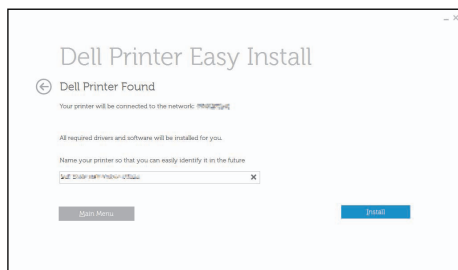 Dell Printer Easy Install
Dell Printer Found
Your printer will be connected to the network:
All required drivers and software will be installed for you.
Name your printer so that you can easily identify it in the future
Main Menu
Install